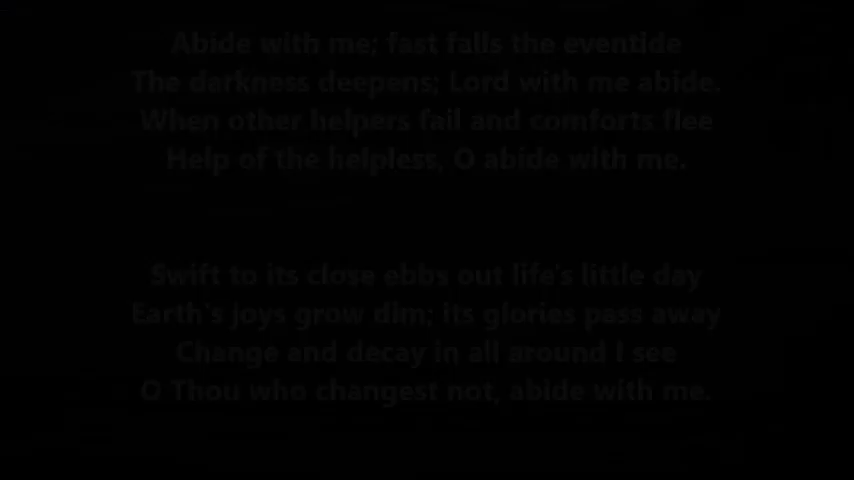 Abide with me; fast falls the eventide
The darkness deepens; Lord with me abide.
When other helpers fail and comforts flee
Help of the helpless, O abide with me.
Swift to its close ebbs out life's little day
Earth's joys grow dim; its glories pass away
Change and decay in all around I see
O Thou who changest not, abide with me.